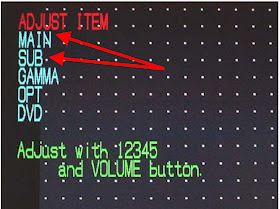 ADJUST ITEM
MAIN
SUB
GAMMA
OPT
DVD
Adjust with 12345
and VOLUME button.